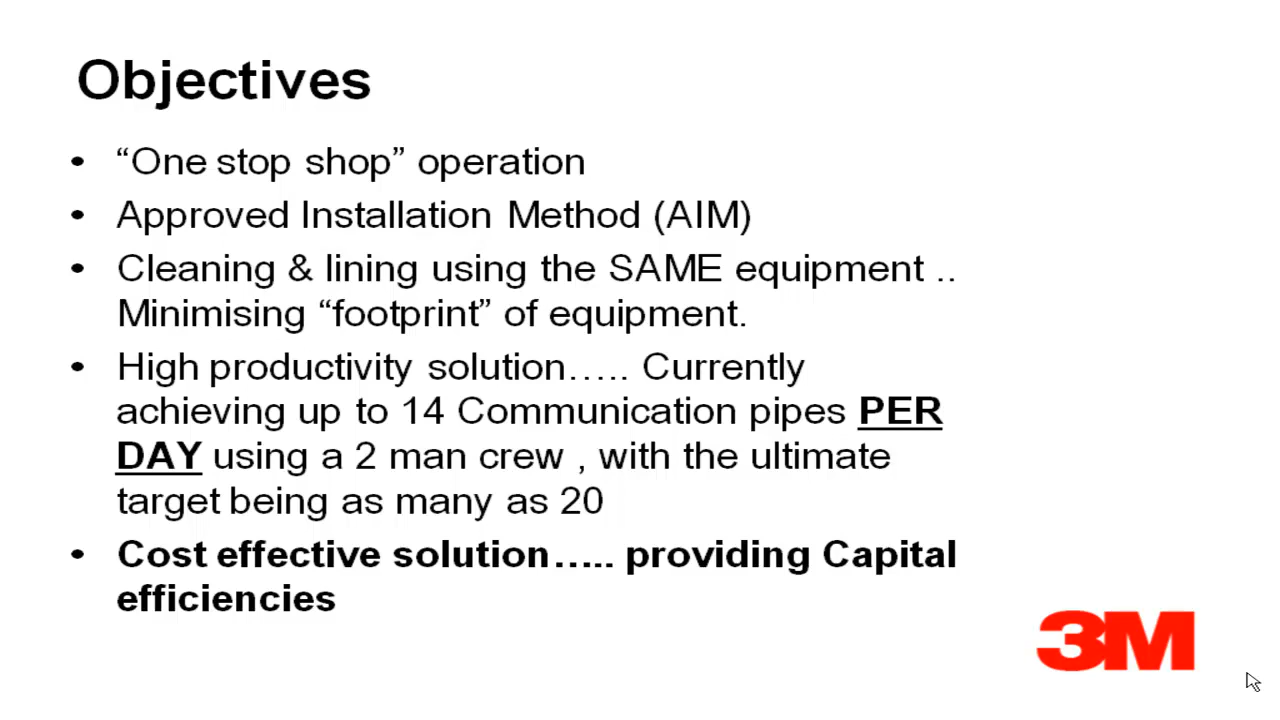 Objectives
• “One stop shop” operation
• Approved Installation Method (AIM)
• Cleaning & lining using the SAME equipment ..
Minimising “footprint” of equipment.
• High productivity solution….. Currently
achieving up to 14 Communication pipes PER
DAY using a 2 man crew , with the ultimate
target being as many as 20
• Cost effective solution….. providing Capital
efficiencies
3M